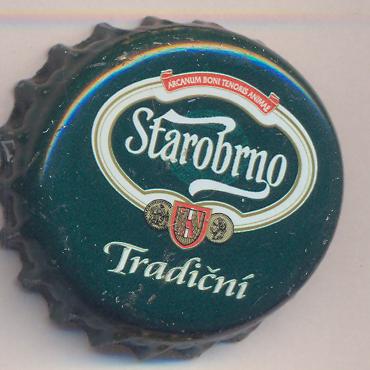 ARCANUM BONI TENORIS ANIMAE
Starobrno
Tradiční